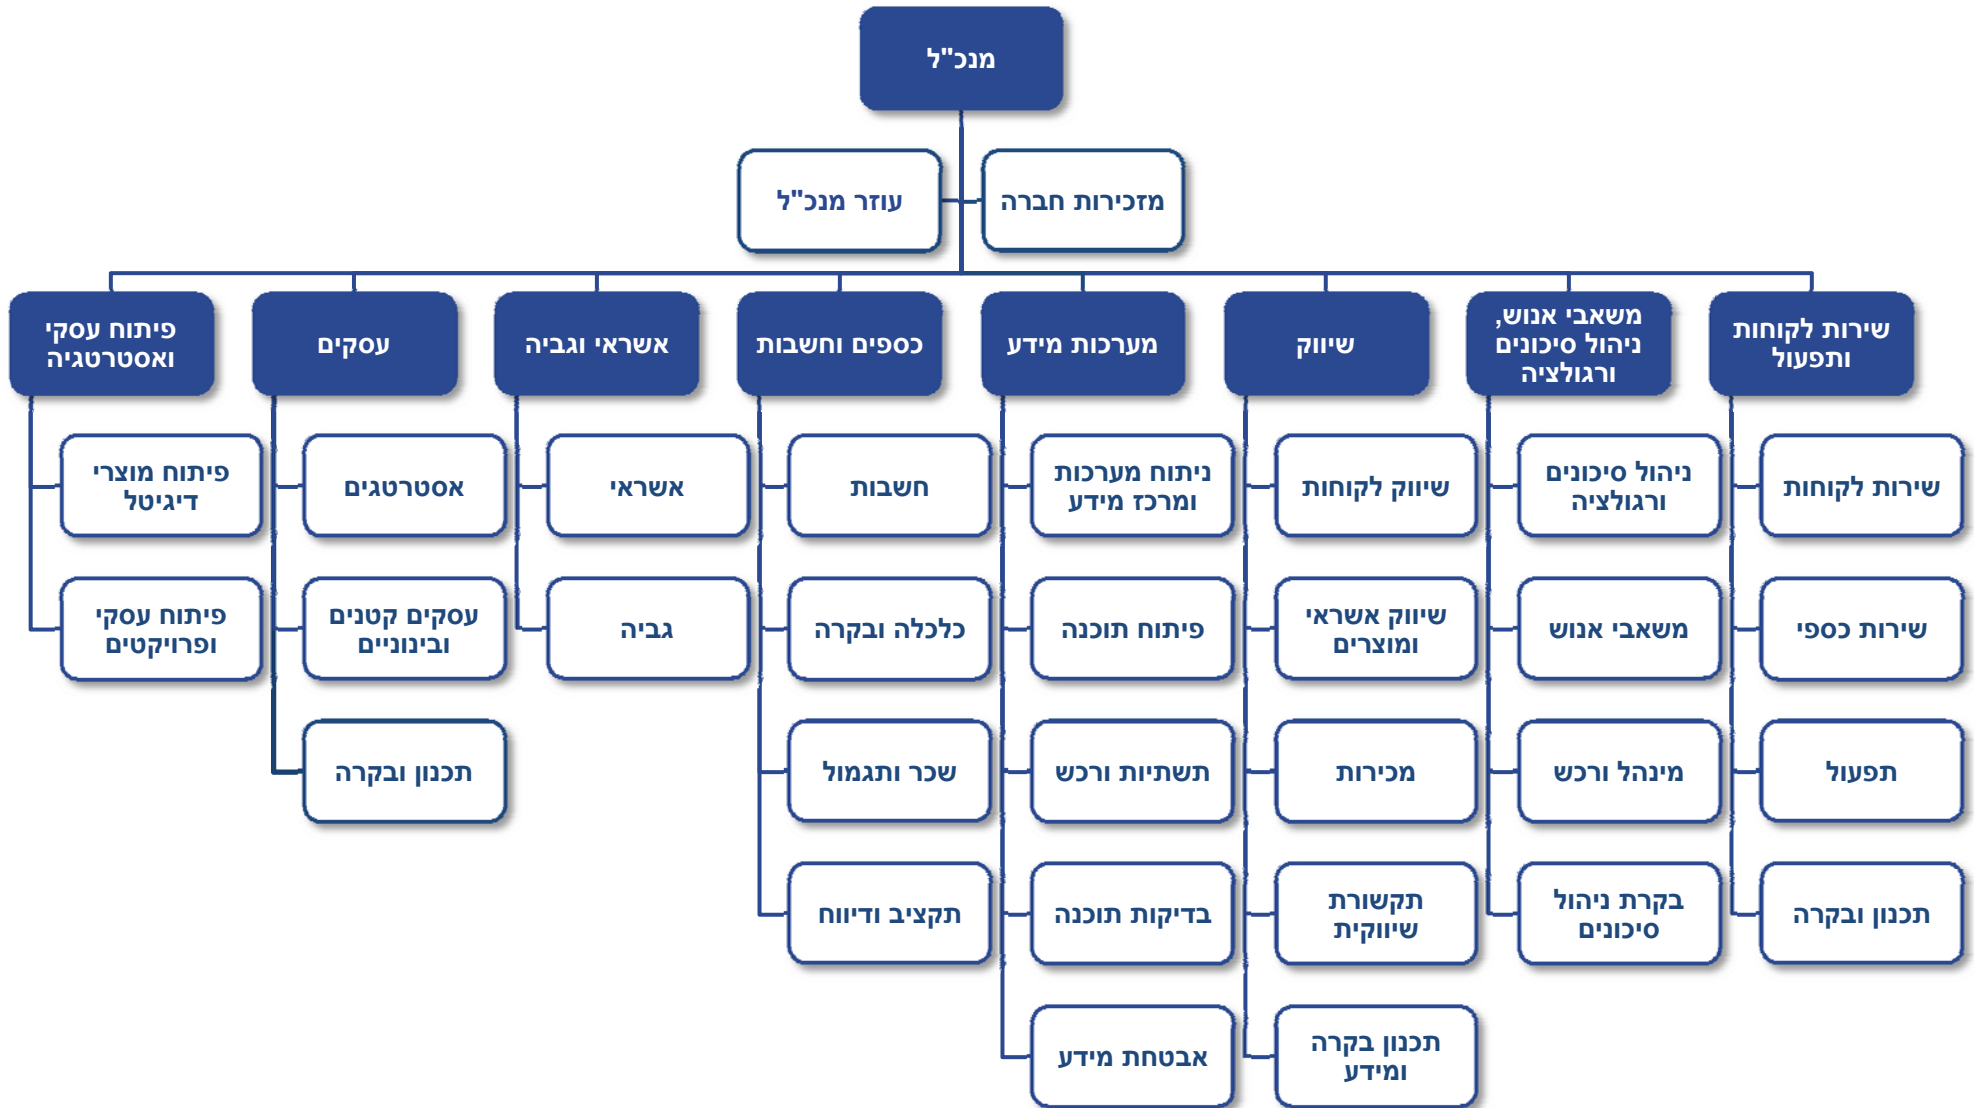 מנכ"ל
מזכירות חברה
עוזר מנכ"ל
שירות לקוחות
ותפעול
שירות לקוחות
שירות כספי
תפעול
תכנון ובקרה
משאבי אנוש,
ניהול סיכונים
ורגולציה
ניהול סיכונים
ורגולציה
משאבי אנוש
מינהל ורכש
בקרת ניהול
סיכונים
שיווק
שיווק לקוחות
שיווק אשראי
ומוצרים
מכירות
תקשורת
שיווקית
תכנון בקרה
ומידע
מערכות מידע
ניתוח מערכות
ומרכז מידע
פיתוח תוכנה
תשתיות ורכש
בדיקות תוכנה
אבטחת מידע
כספים וחשבות
חשבות
כלכלה ובקרה
שכר ותגמול
תקציב ודיווח
אשראי וגביה
אשראי
גביה
עסקים
אסטרטגים
עסקים קטנים
ובינוניים
תכנון ובקרה
פיתוח עסקי
ואסטרטגיה
פיתוח מוצרי
דיגיטל
פיתוח עסקי
ופרויקטים